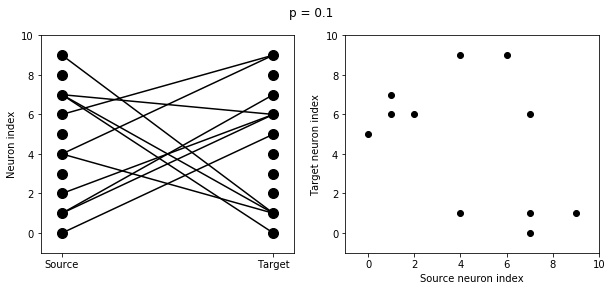 p = 0.1
Neuron index
10
8
6
4
2
0
Source Target
Target neuron index
10
8
6
4
2
0
0 2 4 6 8 10
Source neuron index